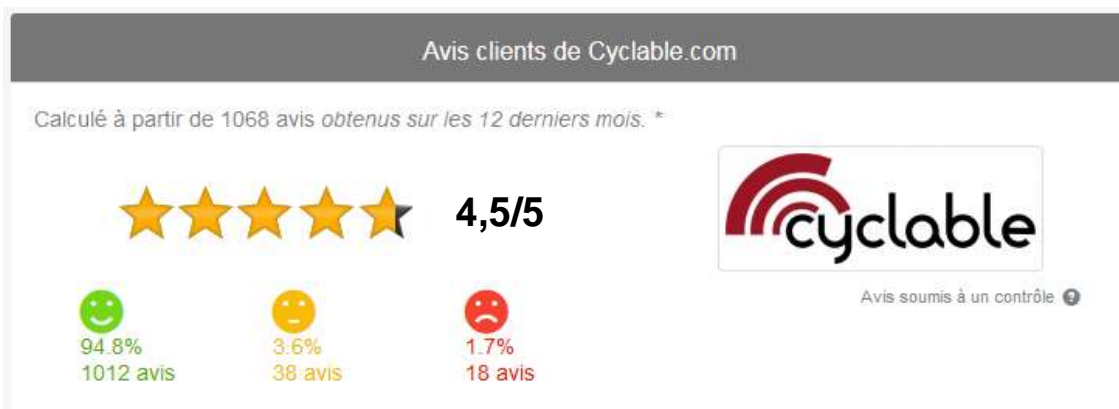 Avis clients de Cyclable.com
Calculé à partir de 1068 avis obtenus sur les 12 derniers mois. *
4,5/5
cyclable
Avis soumis à un contrôle ?
94.8%
1012 avis
3.6%
38 avis
1.7%
18 avis